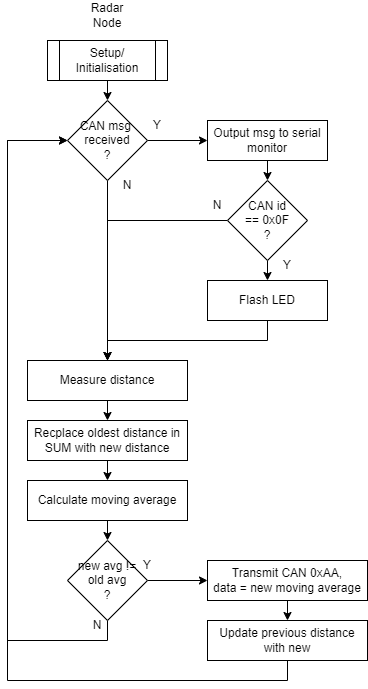 Radar
Node
Setup/
Initialisation
CAN msg
received
?
Y
Output msg to serial
monitor
N
N
CAN id
== 0x0F
?
Y
Flash LED
Measure distance
Recplace oldest distance in
SUM with new distance
Calculate moving average
new avg !=
old avg
?
Y
Transmit CAN 0xAA,
data = new moving average
N
Update previous distance
with new